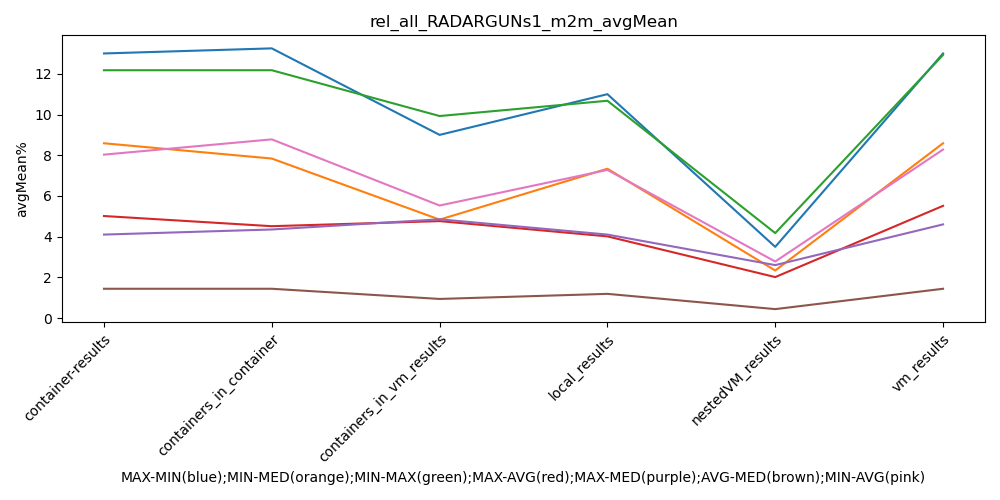 rel_all_RADARGUNs1_m2m_avgMean
avgMean%
12
10
8
6
4
2
0
container-results
containers_in_container
containers_in_vm_results
local_results
nestedVM_results
vm_results
MAX-MIN(blue);MIN-MED(orange);MIN-MAX(green);MAX-AVG(red);MAX-MED(purple);AVG-MED(brown);MIN-AVG(pink)